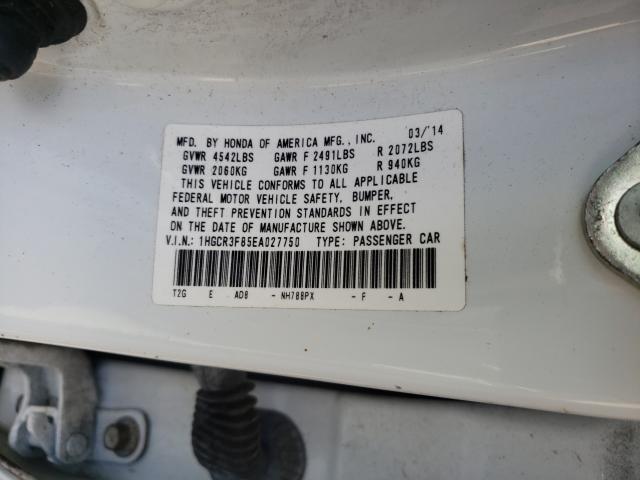 MFD. BY HONDA OF AMERICA MFG., INC. 03/'14
GVWR 4542LBS GAWR F 2491LBS R 2072LBS
GVWR 2060KG GAWR F 1130KG R 940KG
THIS VEHICLE CONFORMS TO ALL APPLICABLE
FEDERAL MOTOR VEHICLE SAFETY, BUMPER,
AND THEFT PREVENTION STANDARDS IN EFFECT
ON THE DATE OF MANUFACTURE SHOWN ABOVE.
V.I.N.: 1HGCR3F85EA027750 TYPE: PASSENGER CAR
T2G E AD8 - NH788PX - F - A